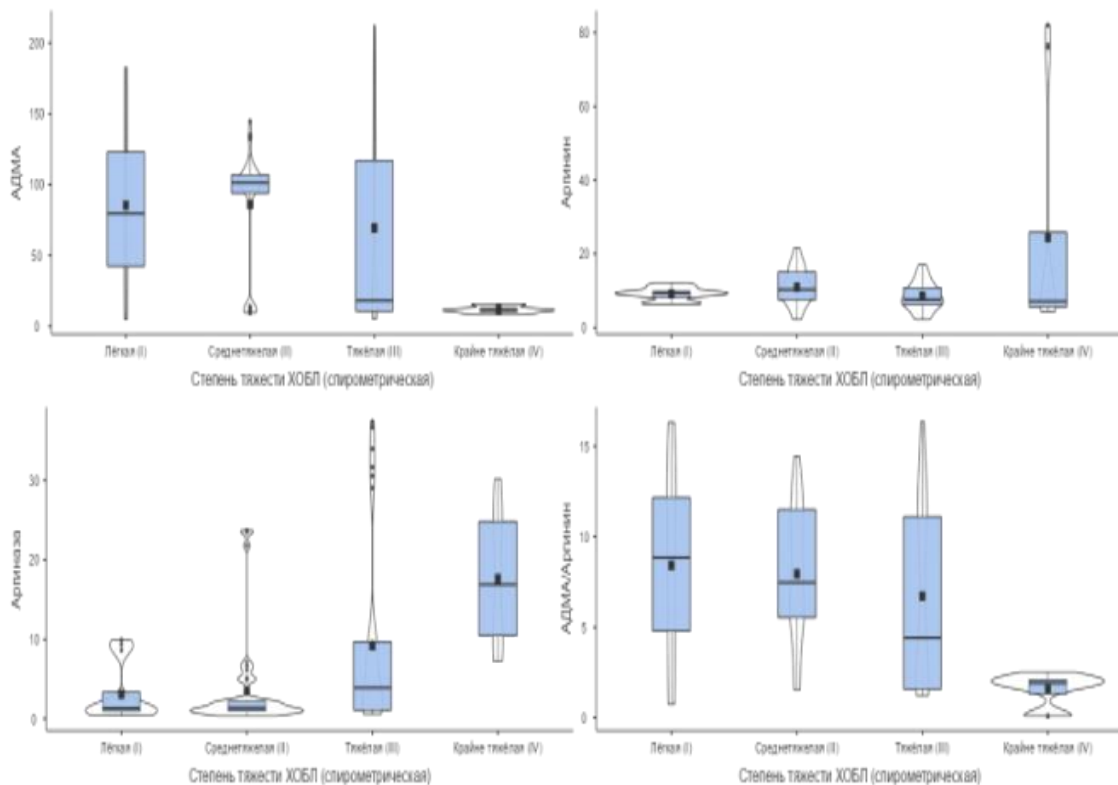 АДМА
200
150
100
50
0
Лёгкая (I) Среднетяжелая (II) Тяжёлая (III) Крайне тяжёлая (IV)
Степень тяжести ХОБЛ (спирометрическая)
Аргинин
80
60
40
20
0
Лёгкая (I) Среднетяжелая (II) Тяжёлая (III) Крайне тяжёлая (IV)
Степень тяжести ХОБЛ (спирометрическая)
Аргиназа
30
20
10
0
Лёгкая (I) Среднетяжелая (II) Тяжёлая (III) Крайне тяжёлая (IV)
Степень тяжести ХОБЛ (спирометрическая)
АДМА/Аргинин
15
10
5
0
Лёгкая (I) Среднетяжелая (II) Тяжёлая (III) Крайне тяжёлая (IV)
Степень тяжести ХОБЛ (спирометрическая)